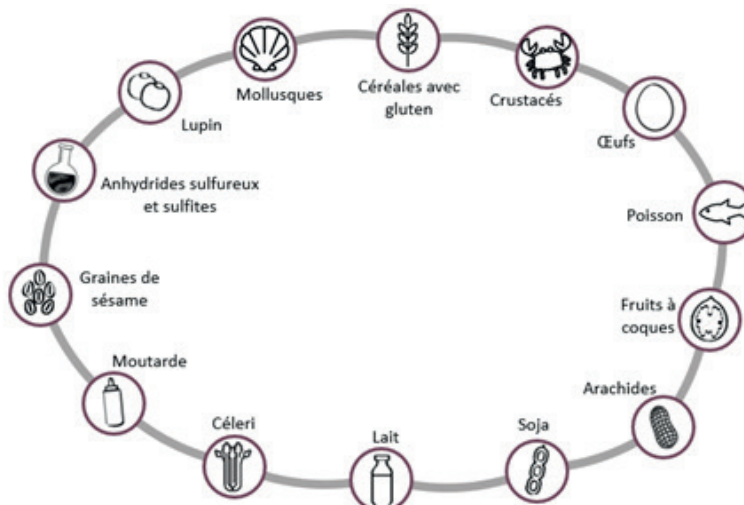 Céréales avec
gluten
Crustacés
Œufs
Poisson
Fruits à
coques
Arachides
Soja
Lait
Céleri
Moutarde
Graines de
sésame
Anhydrides sulfureux
et sulfites
Lupin
Mollusques